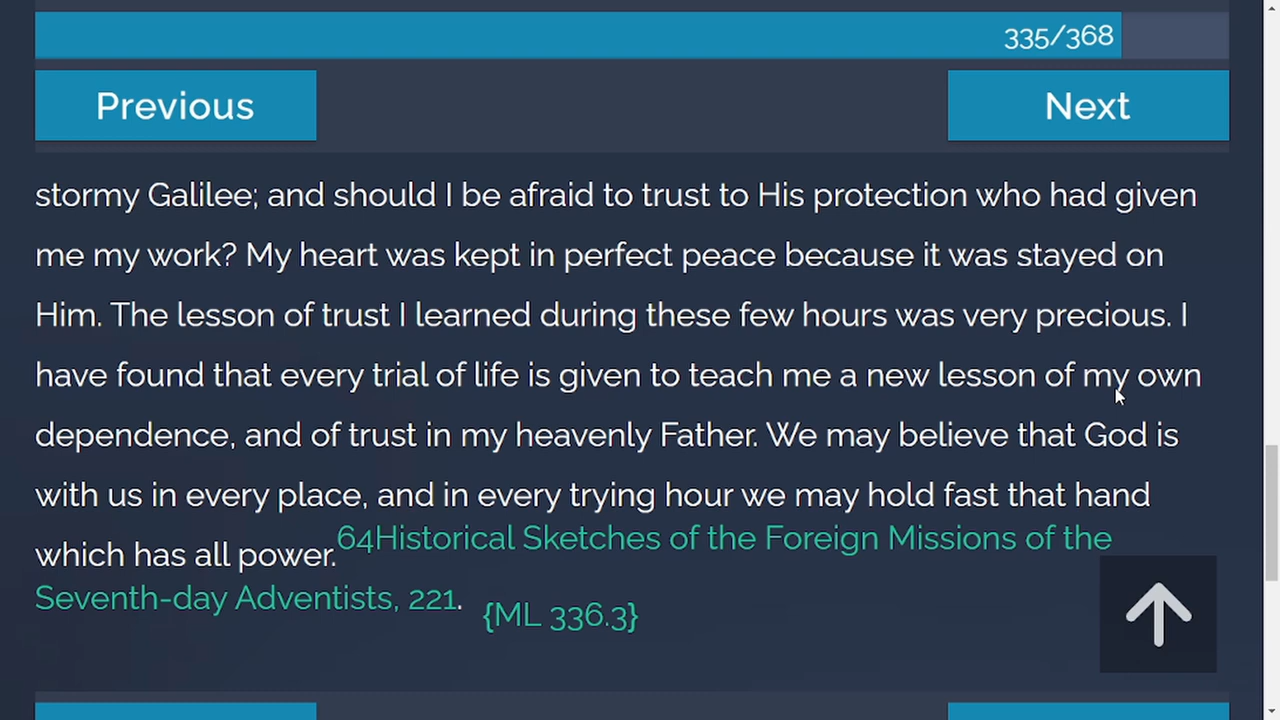 335/368
Previous
Next
stormy Galilee; and should I be afraid to trust to His protection who had given
me my work? My heart was kept in perfect peace because it was stayed on
Him. The lesson of trust I learned during these few hours was very precious. I
have found that every trial of life is given to teach me a new lesson of my own
dependence, and of trust in my heavenly Father. We may believe that God is
with us in every place, and in every trying hour we may hold fast that hand
which has all power.64Historical Sketches of the Foreign Missions of the
Seventh-day Adventists, 221. {ML 336.3}